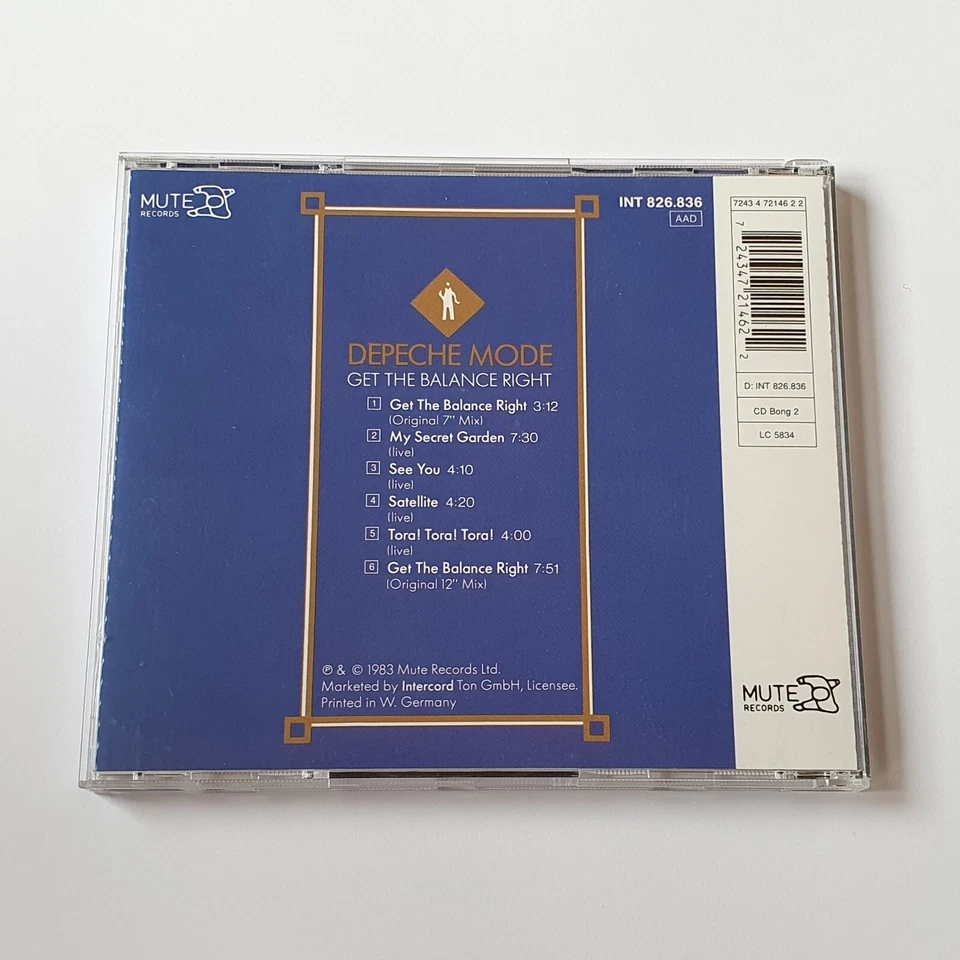 MUTE
RECORDS
INT 826.836
AAD
DEPECHE MODE
GET THE BALANCE RIGHT
1 Get The Balance Right 3:12
(Original 7" Mix)
2 My Secret Garden 7:30
(live)
3 See You 4:10
(live)
4 Satellite 4:20
(live)
5 Tora! Tora! Tora! 4:00
(live)
6 Get The Balance Right 7:51
(Original 12" Mix)
℗ & © 1983 Mute Records Ltd.
Marketed by Intercord Ton GmbH, Licensee.
Printed in W. Germany
7243 4 72146 2 2
7 24347 21462 2
D: INT 826.836
CD Bong 2
LC 5834
MUTE
RECORDS